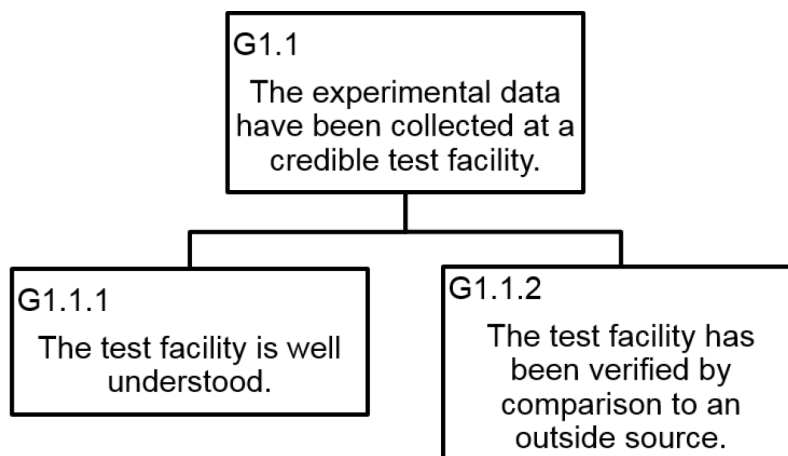 G1.1
The experimental data
have been collected at a
credible test facility.
G1.1.1
The test facility is well
understood.
G1.1.2
The test facility has
been verified by
comparison to an
outside source.